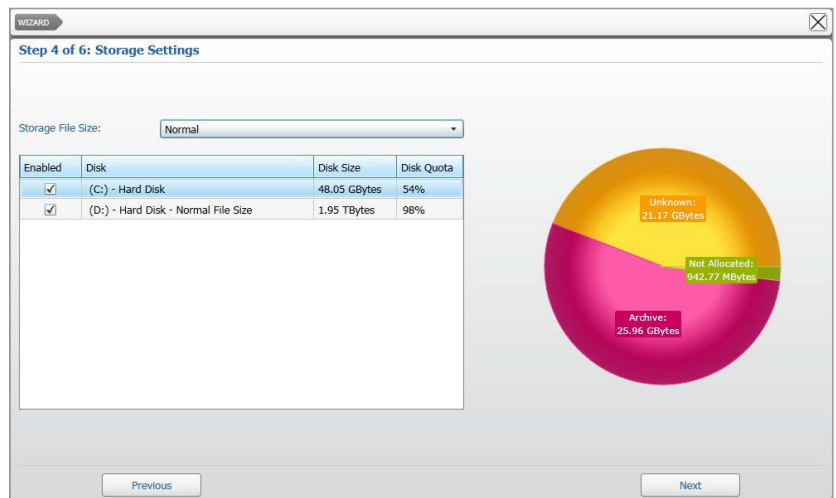 WIZARD
Step 4 of 6: Storage Settings
Storage File Size: Normal
Enabled Disk Disk Size Disk Quota
(C:) - Hard Disk 48.05 GBytes 54%
(D:) - Hard Disk - Normal File Size 1.95 TBytes 98%
Unknown:
21.17 GBytes
Not Allocated:
942.77 MBytes
Archive:
25.96 GBytes
Previous Next